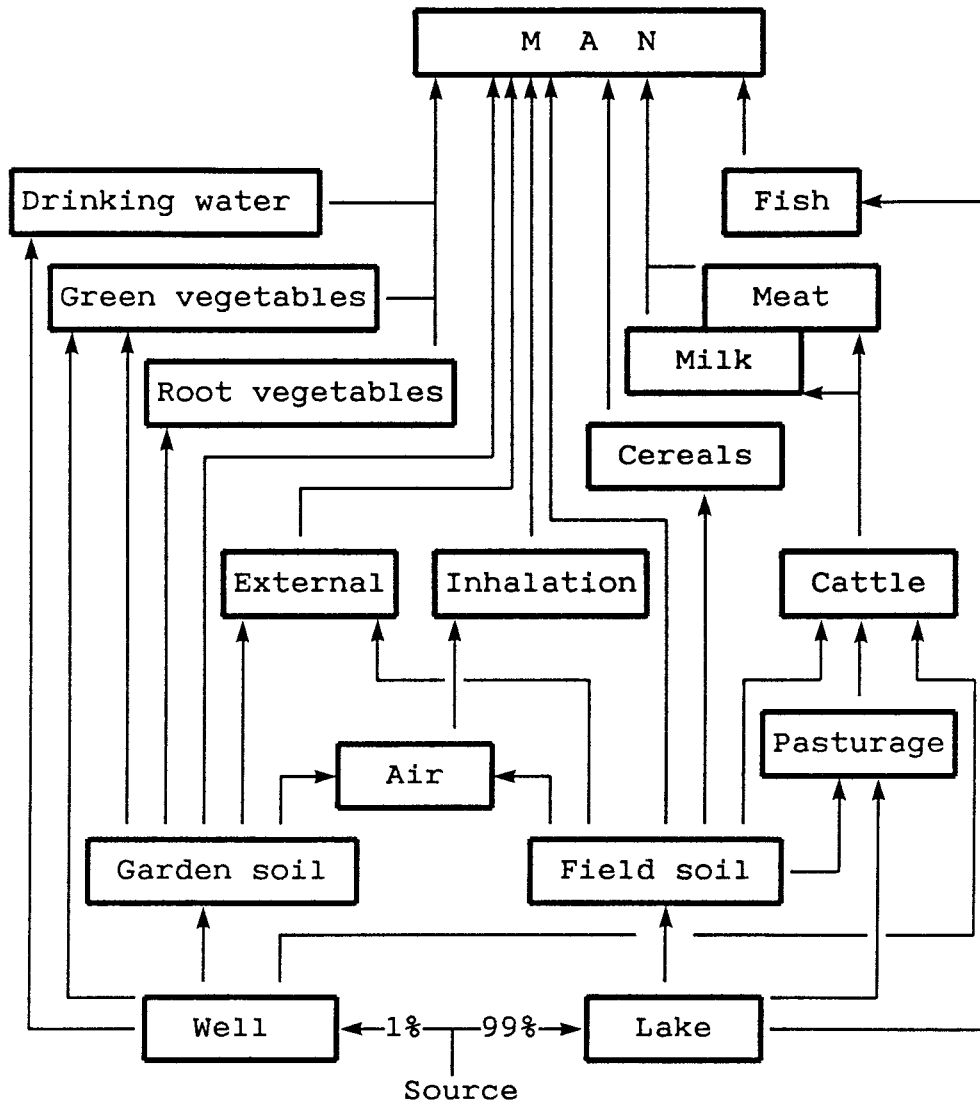 M A N
Drinking water
Fish
Green vegetables
Meat
Milk
Root vegetables
Cereals
External
Inhalation
Cattle
Pasturage
Air
Garden soil
Field soil
Well
1%
99%
Lake
Source